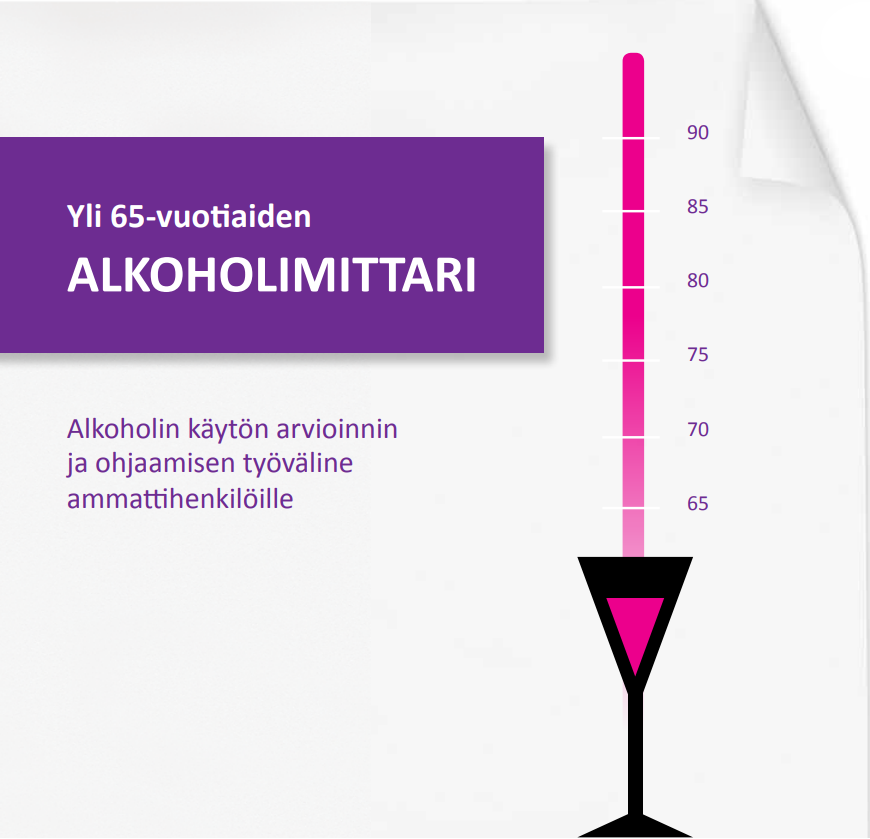 Yli 65-vuotiaiden
ALKOHOLIMITTARI
Alkoholin käytön arvioinnin
ja ohjaamisen työväline
ammattihenkilöille
90
85
80
75
70
65